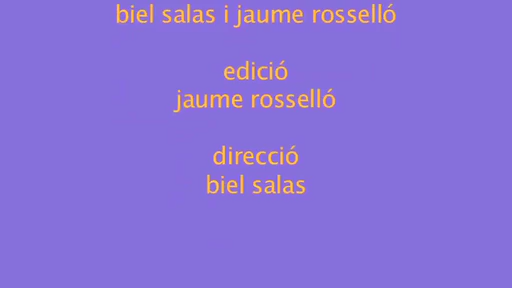 biel salas i jaume rosselló
edició
jaume rosselló
direcció
biel salas